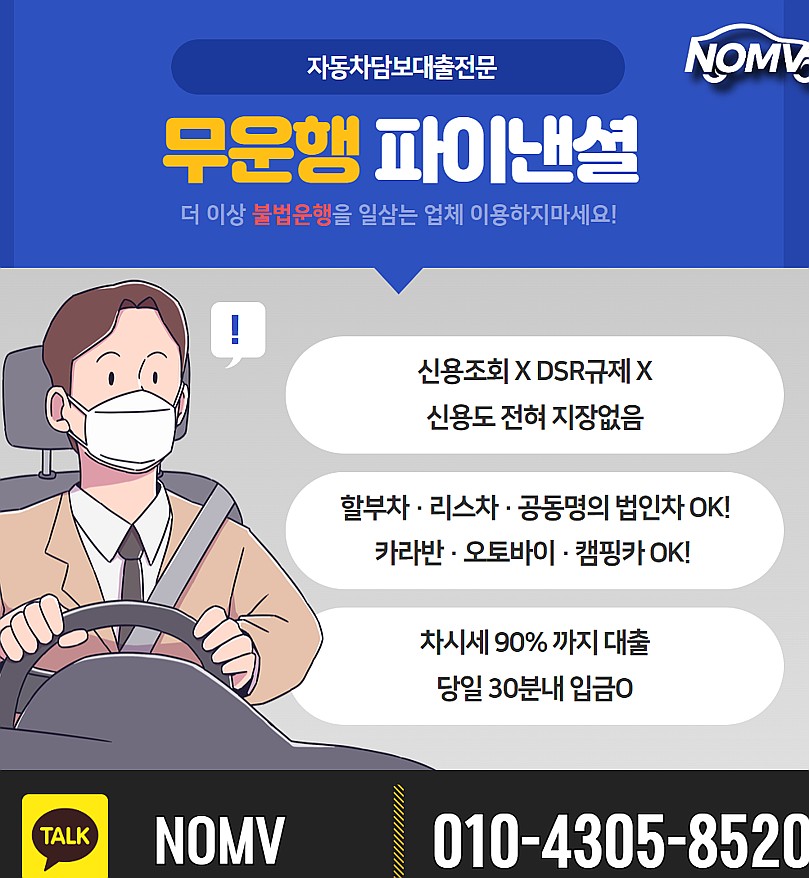 자동차담보대출전문
NOMV
무운행 파이낸셜
더 이상 불법운행을 일삼는 업체 이용하지마세요!
!
신용조회 X DSR규제 X
신용도 전혀 지장없음
할부차 · 리스차 · 공동명의 법인차 OK!
카라반 · 오토바이 · 캠핑카 OK!
차시세 90% 까지 대출
당일 30분내 입금O
TALK
NOMV
010-4305-8520